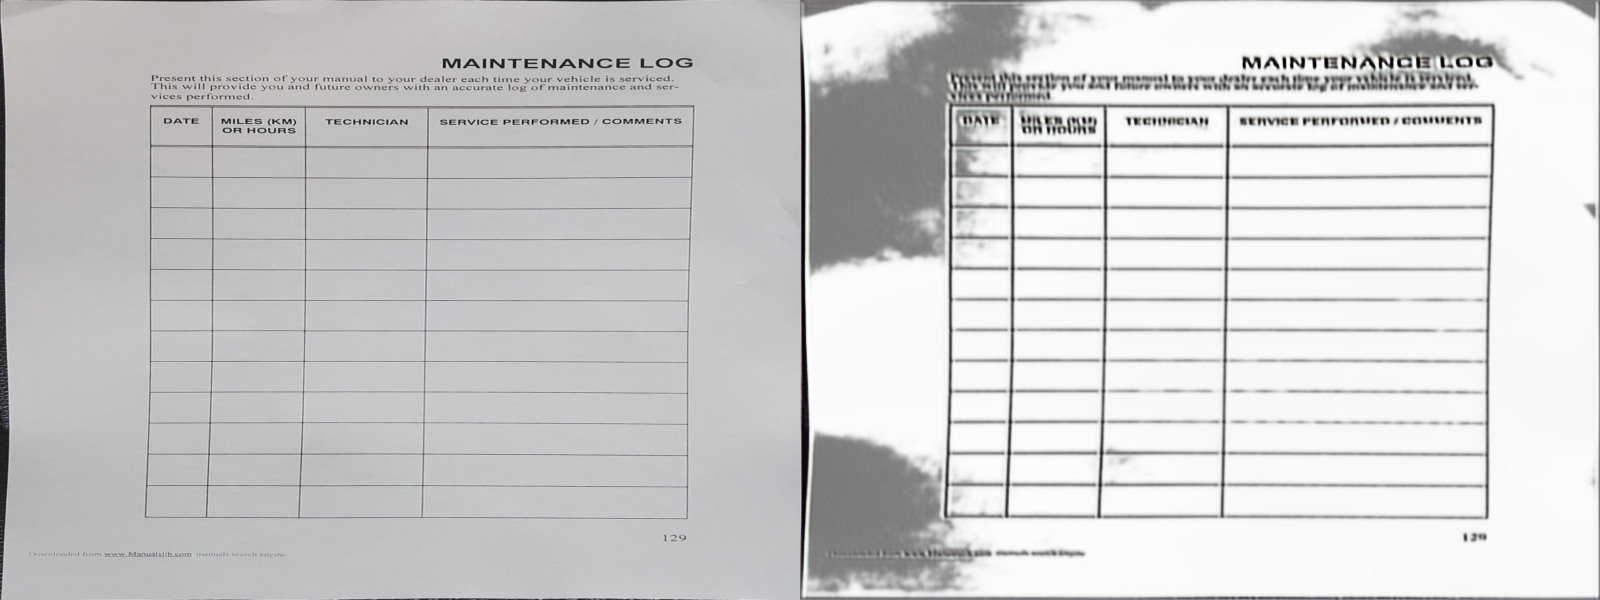 MAINTENANCE LOG
Present this section of your manual to your dealer each time your vehicle is serviced.
This will provide you and future owners with an accurate log of maintenance and ser-
vices performed.
DATE MILES (KM) OR HOURS TECHNICIAN SERVICE PERFORMED / COMMENTS
129
Downloaded from www.Manualslib.com manuals search engine
MAINTENANCE LOG
Present this section of your manual to your dealer each time your vehicle is serviced.
This will provide you and future owners with an accurate log of maintenance and ser-
vices performed.
DATE MILES (KM) OR HOURS TECHNICIAN SERVICE PERFORMED / COMMENTS
129